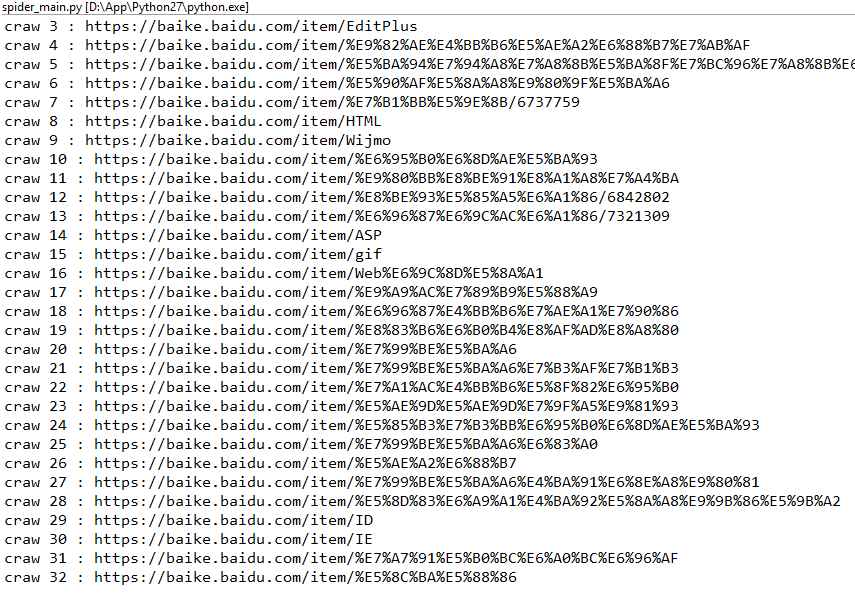 spider_main.py [D:\App\Python27\python.exe]
craw 3 : https://baike.baidu.com/item/EditPlus
craw 4 : https://baike.baidu.com/item/%E9%82%AE%E4%BB%B6%E5%AE%A2%E6%88%B7%E7%AB%AF
craw 5 : https://baike.baidu.com/item/%E5%BA%94%E7%94%A8%E7%A8%8B%E5%BA%8F%E7%BC%96%E7%A8%8B%E6
craw 6 : https://baike.baidu.com/item/%E5%90%AF%E5%8A%A8%E9%80%9F%E5%BA%A6
craw 7 : https://baike.baidu.com/item/%E7%B1%BB%E5%9E%8B/6737759
craw 8 : https://baike.baidu.com/item/HTML
craw 9 : https://baike.baidu.com/item/Wijmo
craw 10 : https://baike.baidu.com/item/%E6%95%B0%E6%8D%AE%E5%BA%93
craw 11 : https://baike.baidu.com/item/%E9%80%BB%E8%BE%91%E8%A1%A8%E7%A4%BA
craw 12 : https://baike.baidu.com/item/%E8%BE%93%E5%85%A5%E6%A1%86/6842802
craw 13 : https://baike.baidu.com/item/%E6%96%87%E6%9C%AC%E6%A1%86/7321309
craw 14 : https://baike.baidu.com/item/ASP
craw 15 : https://baike.baidu.com/item/gif
craw 16 : https://baike.baidu.com/item/Web%E6%9C%8D%E5%8A%A1
craw 17 : https://baike.baidu.com/item/%E9%A9%AC%E7%89%B9%E5%88%A9
craw 18 : https://baike.baidu.com/item/%E6%96%87%E4%BB%B6%E7%AE%A1%E7%90%86
craw 19 : https://baike.baidu.com/item/%E8%83%B6%E6%B0%B4%E8%AF%AD%E8%A8%80
craw 20 : https://baike.baidu.com/item/%E7%99%BE%E5%BA%A6
craw 21 : https://baike.baidu.com/item/%E7%99%BE%E5%BA%A6%E7%B3%AF%E7%B1%B3
craw 22 : https://baike.baidu.com/item/%E7%A1%AC%E4%BB%B6%E5%8F%82%E6%95%B0
craw 23 : https://baike.baidu.com/item/%E5%AE%9D%E5%AE%9D%E7%9F%A5%E9%81%93
craw 24 : https://baike.baidu.com/item/%E5%85%B3%E7%B3%BB%E6%95%B0%E6%8D%AE%E5%BA%93
craw 25 : https://baike.baidu.com/item/%E7%99%BE%E5%BA%A6%E6%83%A0
craw 26 : https://baike.baidu.com/item/%E5%AE%A2%E6%88%B7
craw 27 : https://baike.baidu.com/item/%E7%99%BE%E5%BA%A6%E4%BA%91%E6%8E%A8%E9%80%81
craw 28 : https://baike.baidu.com/item/%E5%8D%83%E6%A9%A1%E4%BA%92%E5%8A%A8%E9%9B%86%E5%9B%A2
craw 29 : https://baike.baidu.com/item/ID
craw 30 : https://baike.baidu.com/item/IE
craw 31 : https://baike.baidu.com/item/%E7%A7%91%E5%B0%BC%E6%A0%BC%E6%96%AF
craw 32 : https://baike.baidu.com/item/%E5%8C%BA%E5%88%86